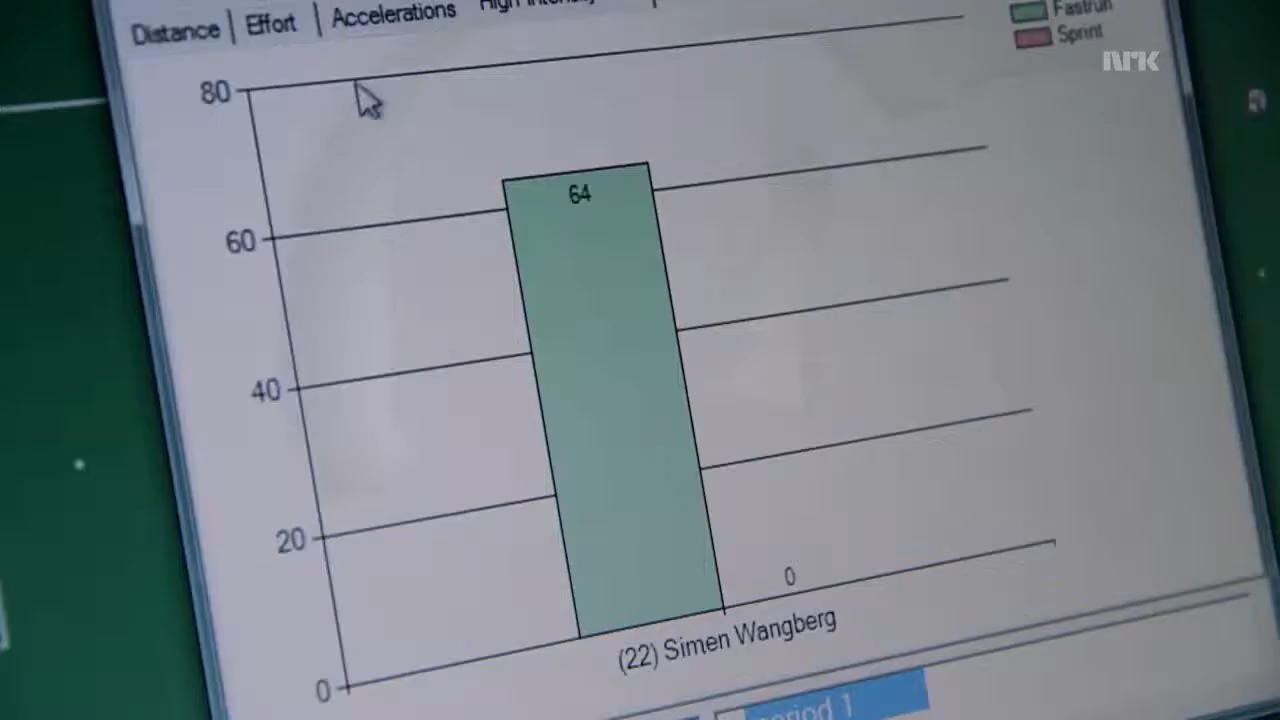 Distance | Effort | Accelerations High Intensity
Fastrun
Sprint
nrk
80
64
60
40
20
0
0
(22) Simen Wangberg
period 1